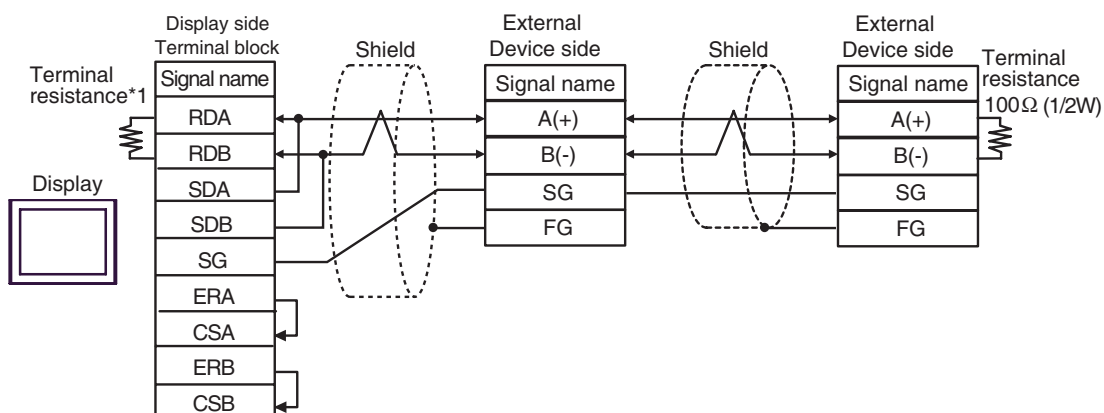 Display side
Terminal block
Signal name
RDA
RDB
SDA
SDB
SG
ERA
CSA
ERB
CSB
Terminal
resistance*1
Display
Shield
External
Device side
Signal name
A(+)
B(-)
SG
FG
Shield
External
Device side
Signal name
A(+)
B(-)
SG
FG
Terminal
resistance
100Ω (1/2W)